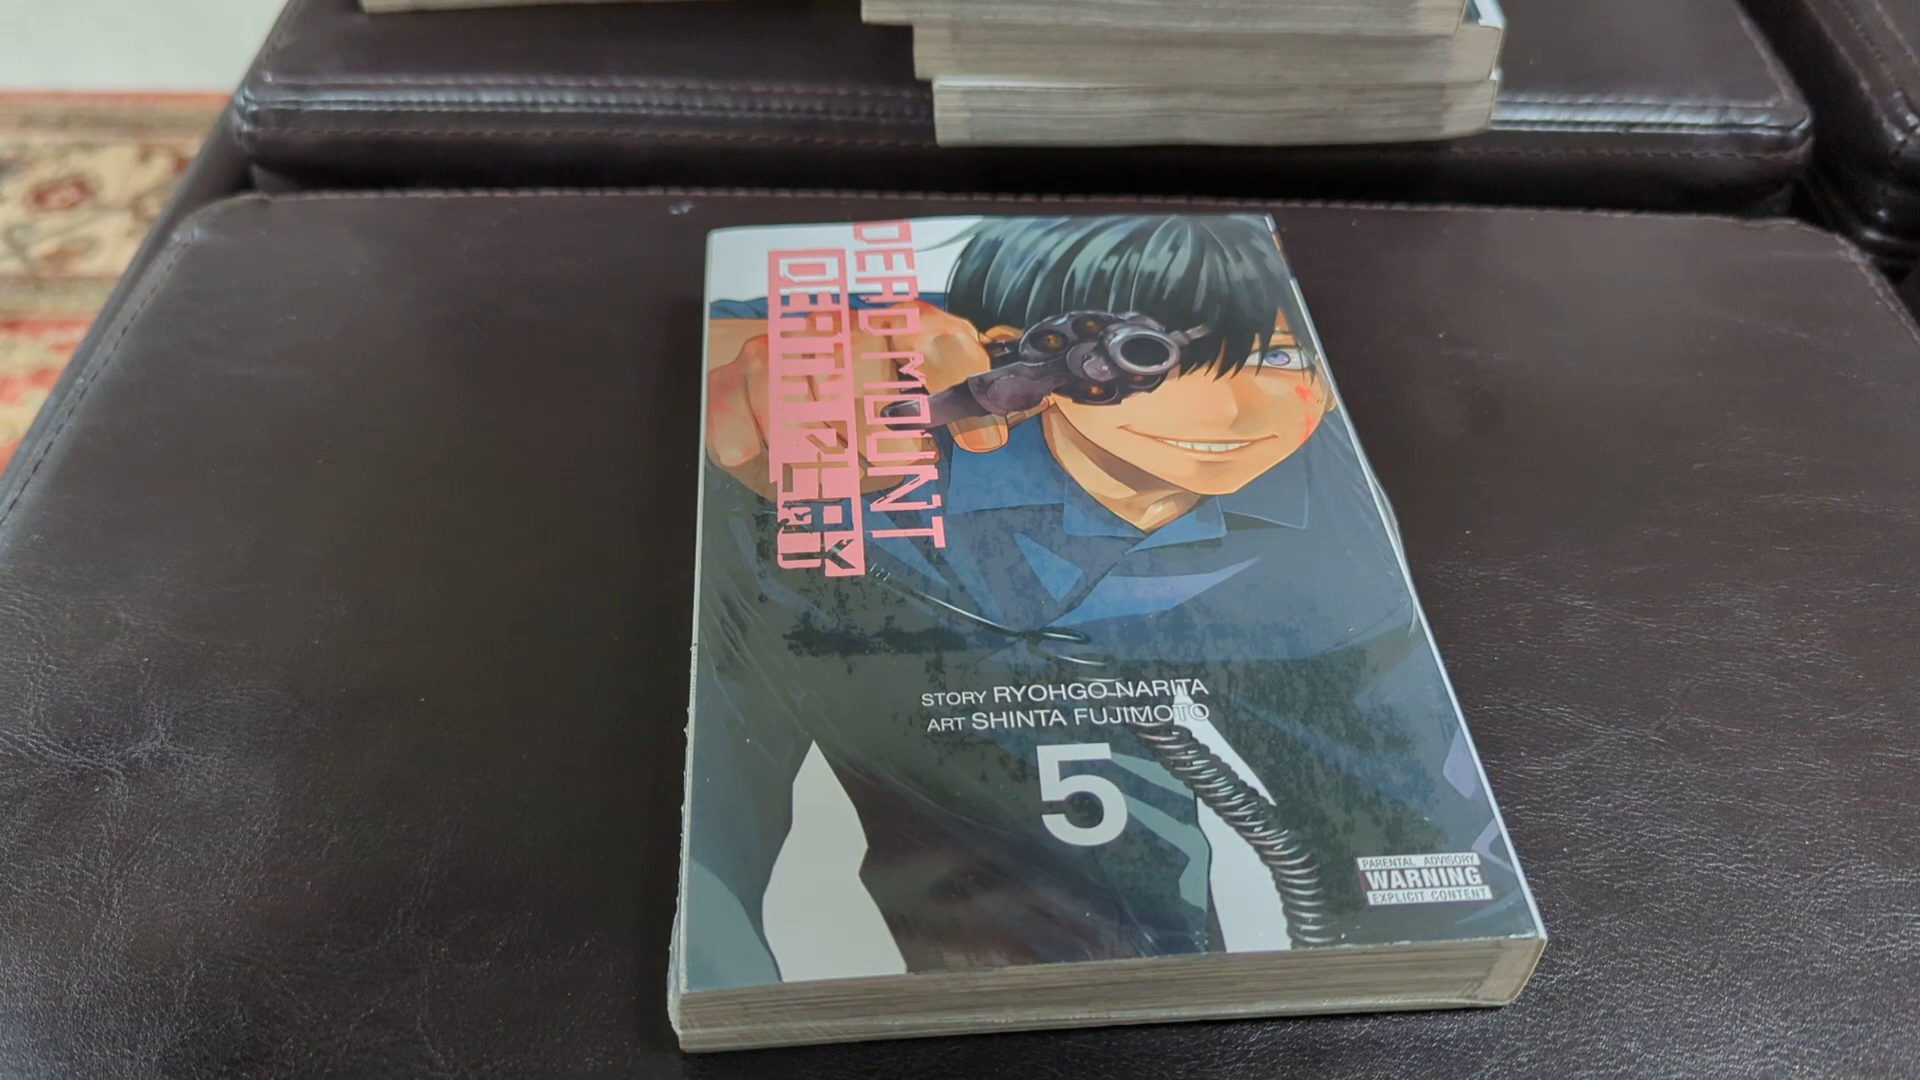 DEAD MOUNT
DEATH PLAY
STORY RYOHGO NARITA
ART SHINTA FUJIMOTO
5
PARENTAL ADVISORY
WARNING
EXPLICIT CONTENT